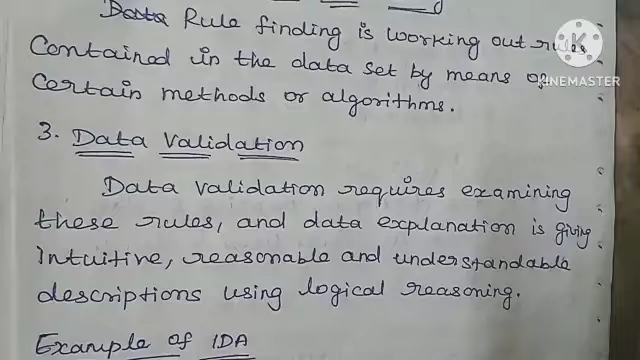 Data Rule finding is working out rules
Contained in the data set by means of
Certain methods or algorithms.
3. Data Validation
Data validation requires examining
these rules, and data explanation is giving
Intuitive, reasonable and understandable
descriptions using logical reasoning.
Example of IDA
KINEMASTER